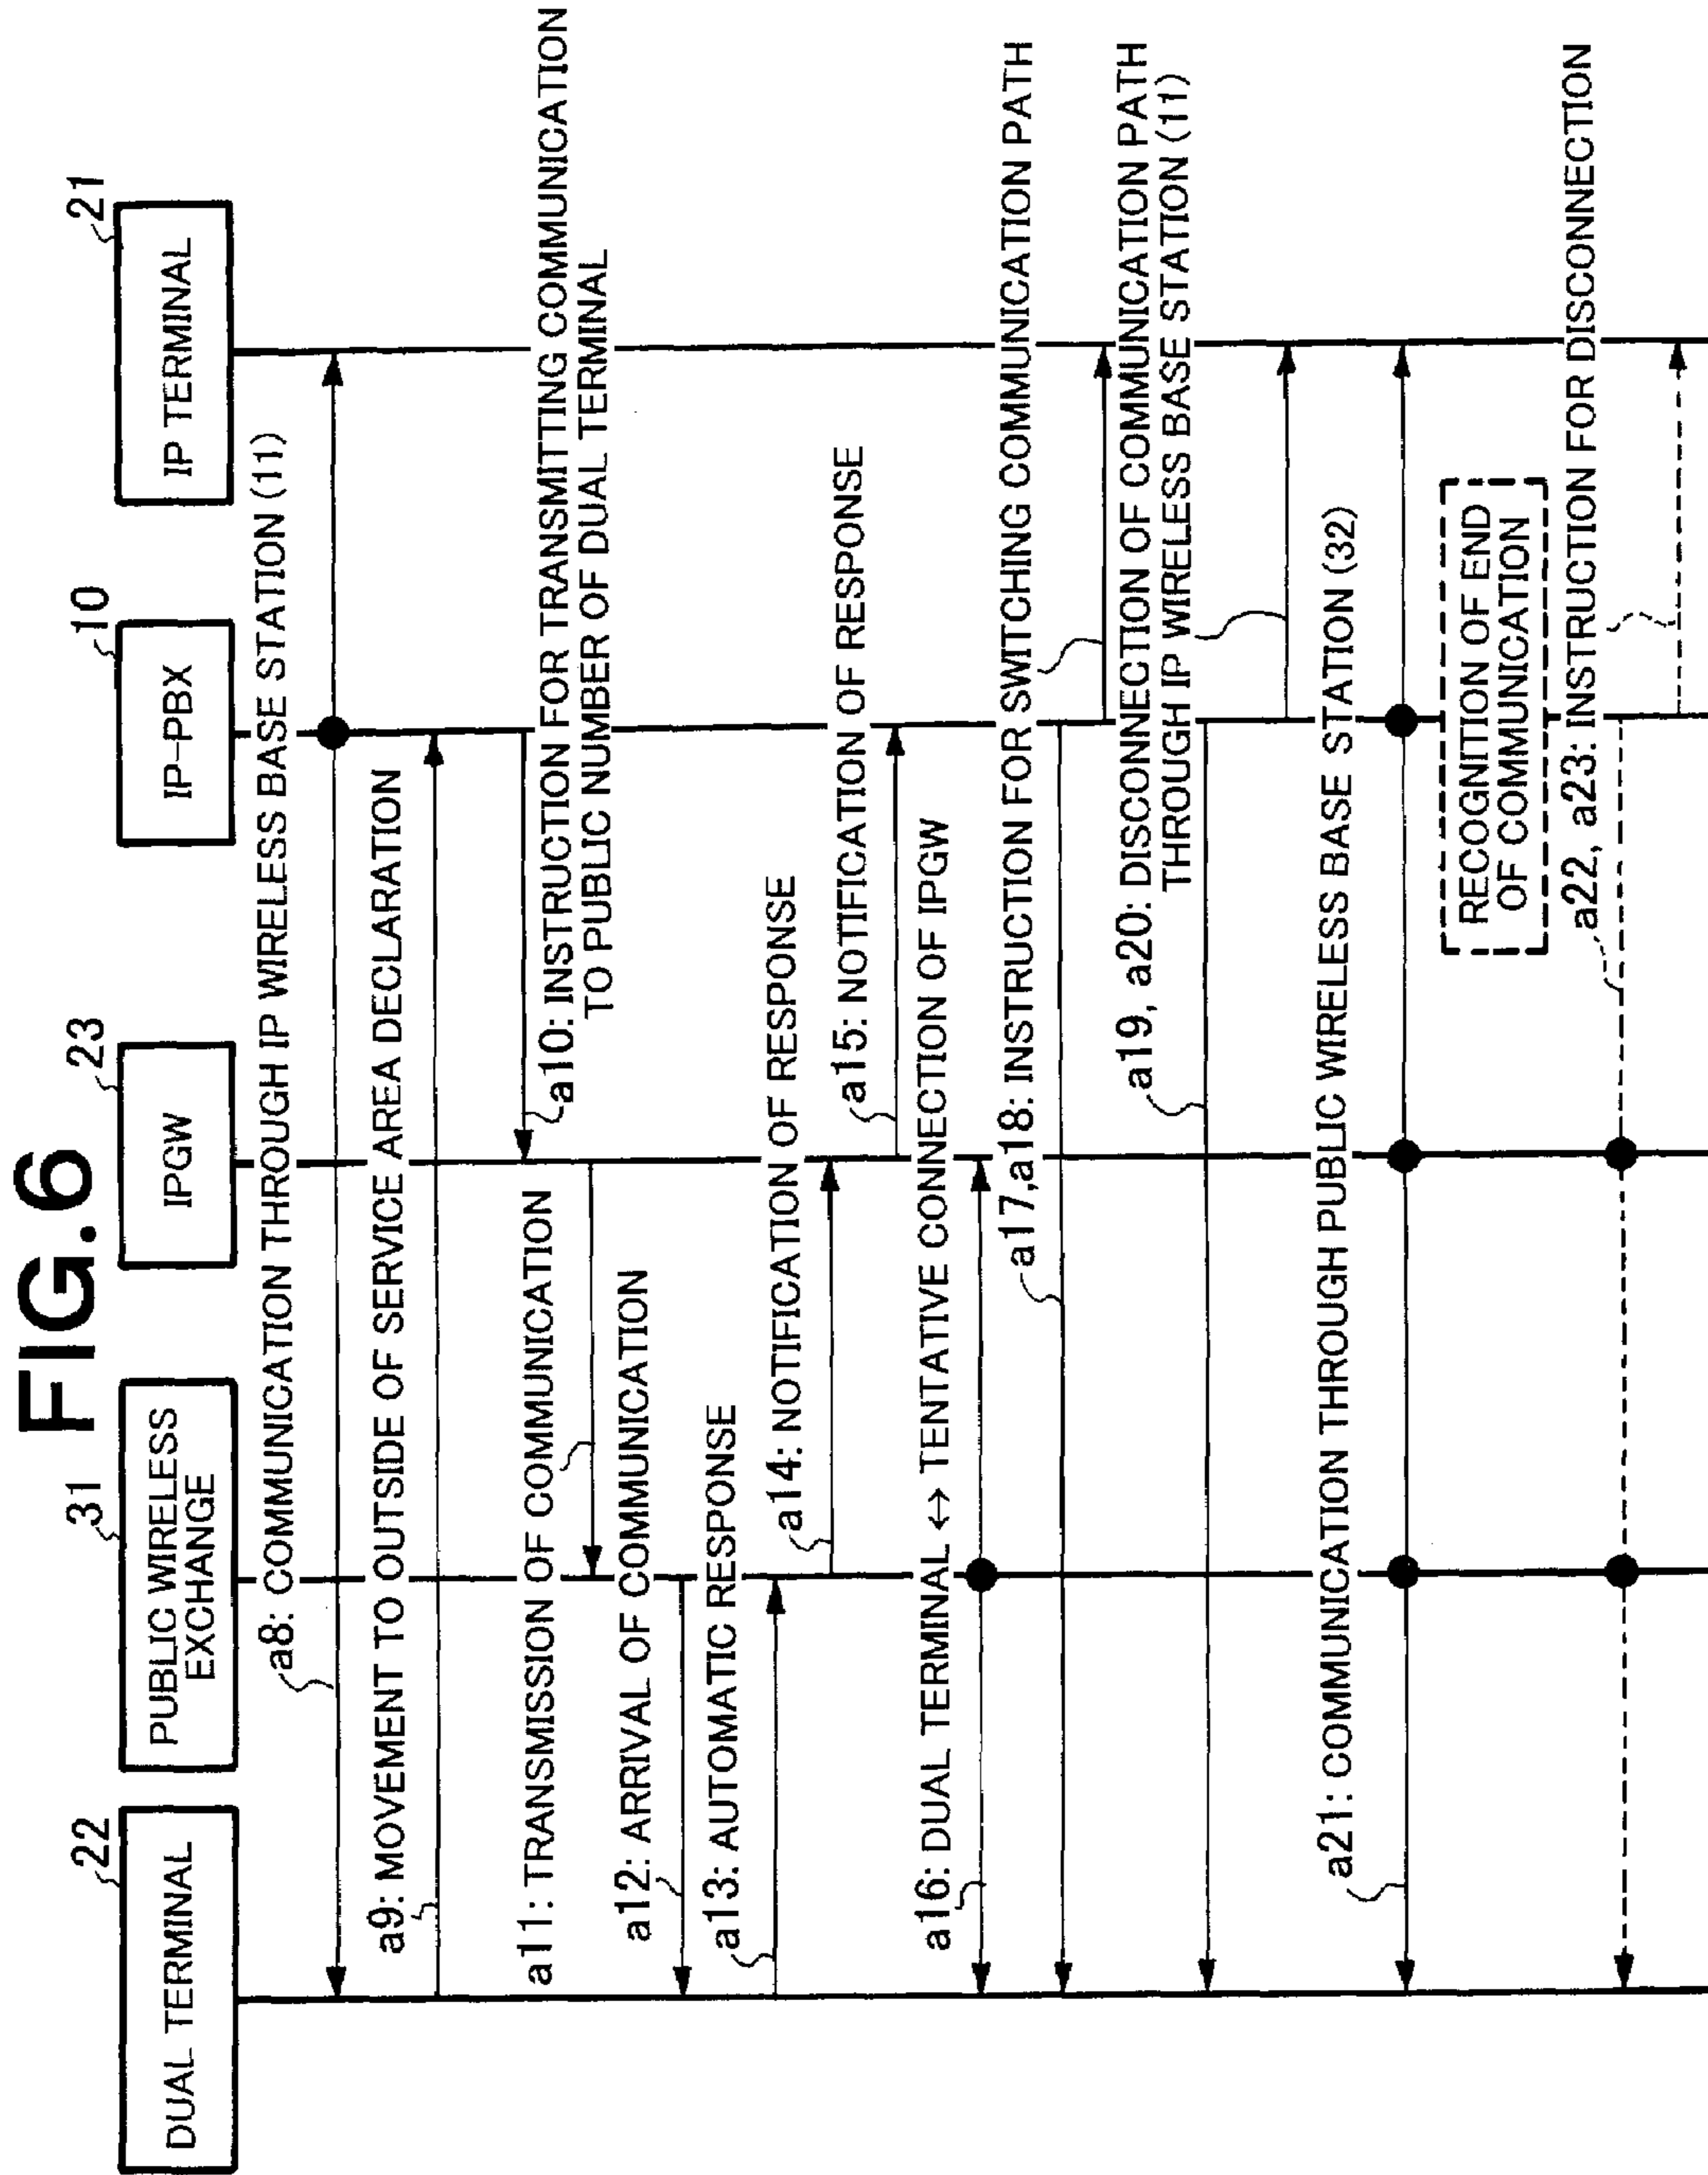 FIG.6
22
31
23
10
21
DUAL TERMINAL
PUBLIC WIRELESS
EXCHANGE
IPGW
IP-PBX
IP TERMINAL
a8: COMMUNICATION THROUGH IP WIRELESS BASE STATION (11)
a9: MOVEMENT TO OUTSIDE OF SERVICE AREA DECLARATION
a10: INSTRUCTION FOR TRANSMITTING COMMUNICATION
TO PUBLIC NUMBER OF DUAL TERMINAL
a11: TRANSMISSION OF COMMUNICATION
a12: ARRIVAL OF COMMUNICATION
a13: AUTOMATIC RESPONSE
a14: NOTIFICATION OF RESPONSE
a15: NOTIFICATION OF RESPONSE
a16: DUAL TERMINAL ↔ TENTATIVE CONNECTION OF IPGW
a17,a18: INSTRUCTION FOR SWITCHING COMMUNICATION PATH
a19, a20: DISCONNECTION OF COMMUNICATION PATH
THROUGH IP WIRELESS BASE STATION (11)
a21: COMMUNICATION THROUGH PUBLIC WIRELESS BASE STATION (32)
RECOGNITION OF END
OF COMMUNICATION
a22, a23: INSTRUCTION FOR DISCONNECTION